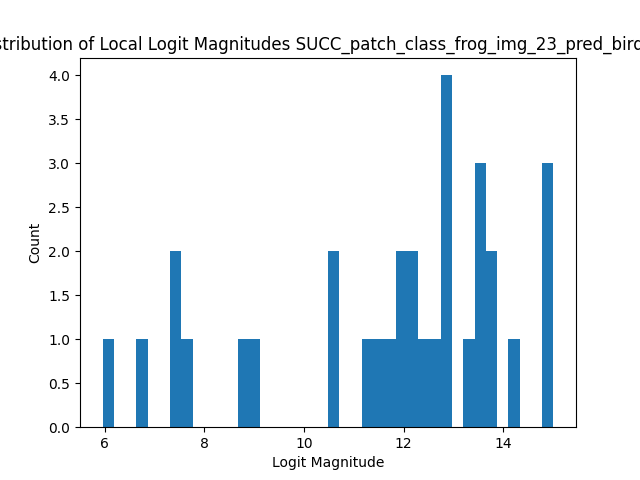 stribution of Local Logit Magnitudes SUCC_patch_class_frog_img_23_pred_bird
4.0
3.5
3.0
2.5
2.0
1.5
1.0
0.5
0.0
Count
6 8 10 12 14
Logit Magnitude